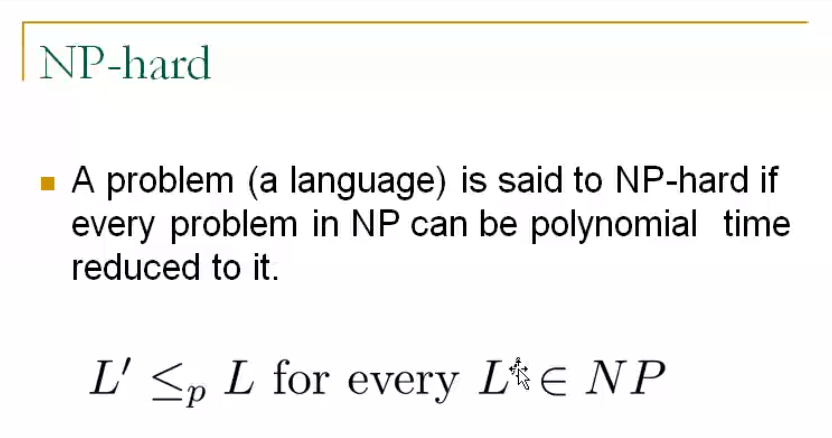 NP-hard
A problem (a language) is said to NP-hard if
every problem in NP can be polynomial time
reduced to it.
L′ ≤p L for every L ∈ NP